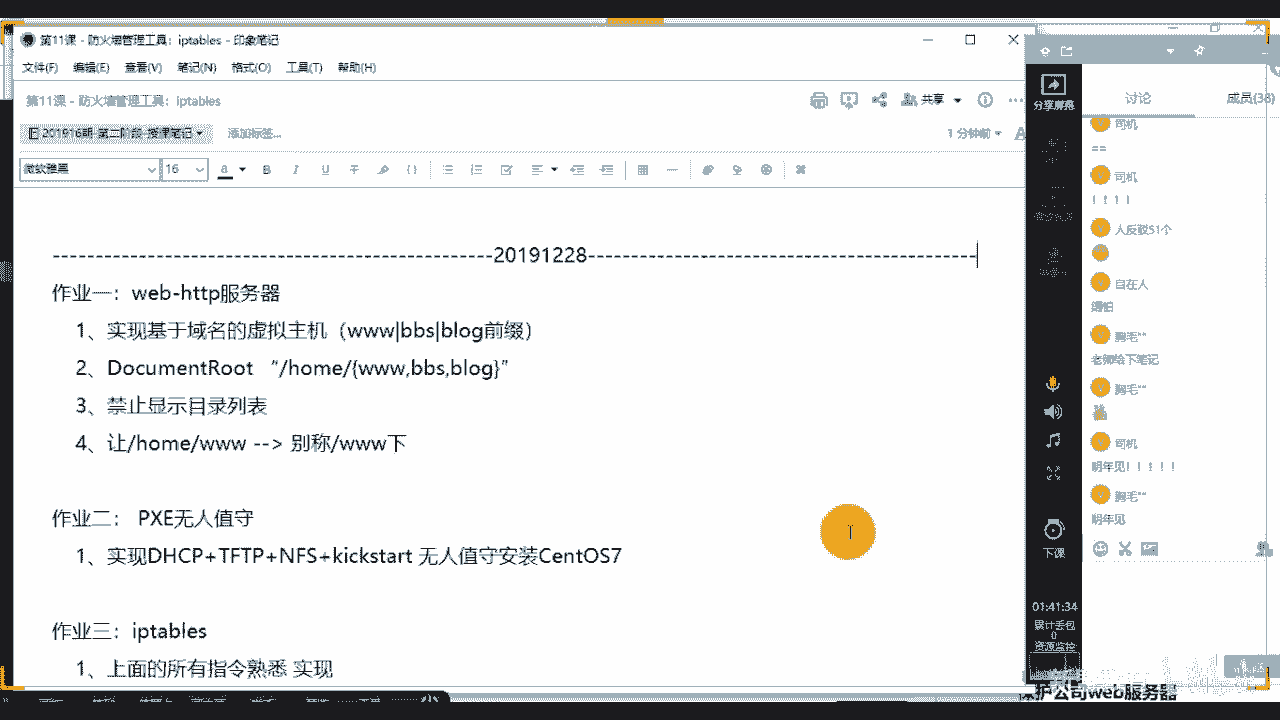 第11课 - 防火墙管理工具：iptables - 印象笔记
文件(F) 编辑(E) 查看(V) 笔记(N) 格式(O) 工具(T) 帮助(H)
第11课 - 防火墙管理工具：iptables
共享
201916期-第二阶段-授课笔记
添加标签...
1 分钟前
微软雅黑
16
--------------------------------------------------20191228--------------------------------------------
作业一：web-http服务器
1、实现基于域名的虚拟主机（www|bbs|blog前缀）
2、DocumentRoot “/home/{www,bbs,blog}”
3、禁止显示目录列表
4、让/home/www --> 别称/www下
作业二： PXE无人值守
1、实现DHCP+TFTP+NFS+kickstart 无人值守安装CentOS7
作业三：iptables
1、上面的所有指令熟悉 实现
分享屏幕
下课
01:41:34
累计丢包
0
资源监控
讨论
成员(38)
司机
==
司机
！！！！
人反驳51个
自在人
胸毛**
老师给下笔记
胸毛**
司机
明年见！！！！！
胸毛**
明年见
保护公司web服务器